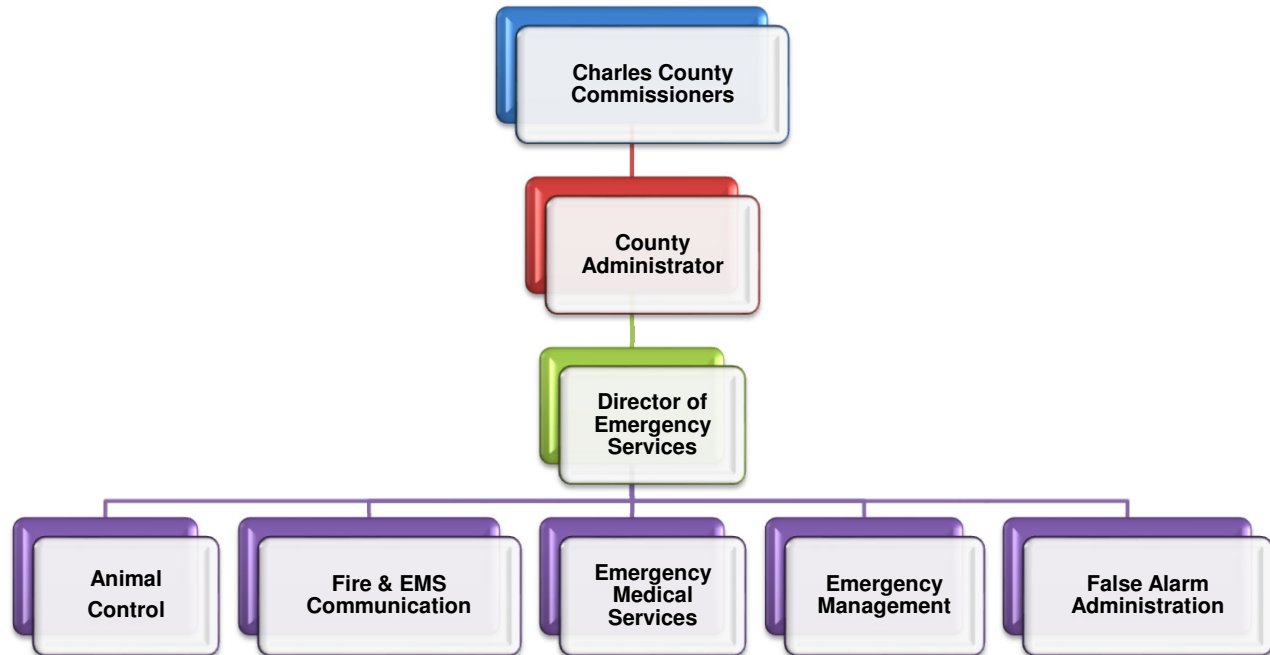 Charles County
Commissioners
County
Administrator
Director of
Emergency
Services
Animal
Control
Fire & EMS
Communication
Emergency
Medical
Services
Emergency
Management
False Alarm
Administration